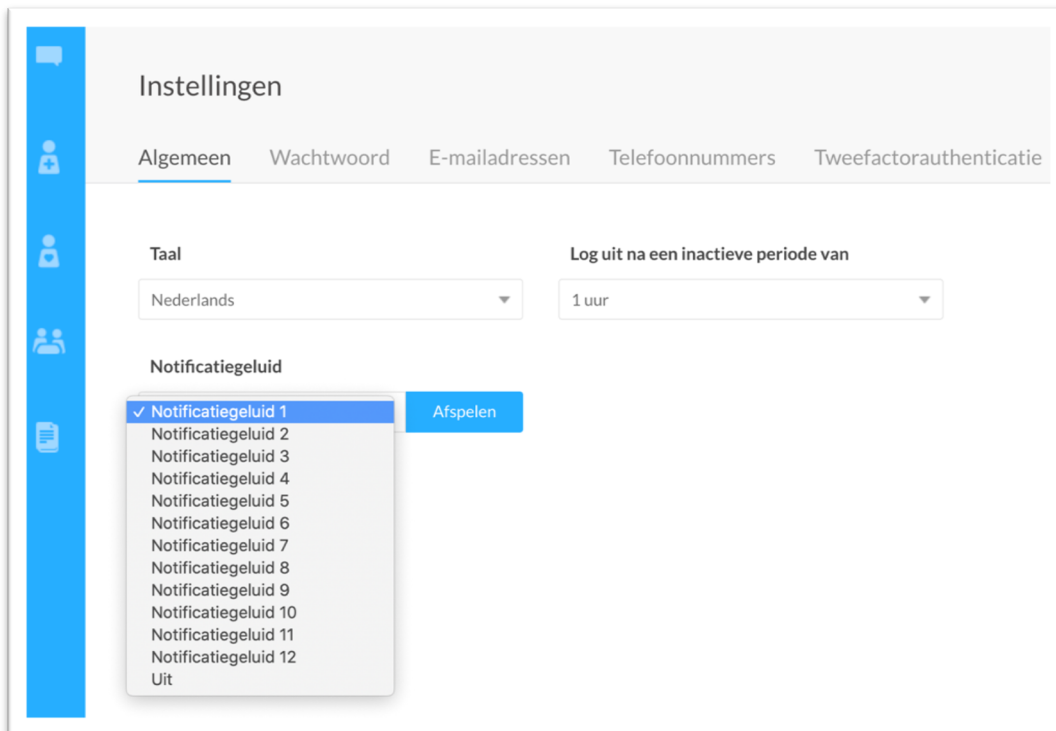 Instellingen
Algemeen Wachtwoord E-mailadressen Telefoonnummers Tweefactorauthenticatie
Taal Log uit na een inactieve periode van
Nederlands 1 uur
Notificatiegeluid
✓ Notificatiegeluid 1 Afspelen
Notificatiegeluid 2
Notificatiegeluid 3
Notificatiegeluid 4
Notificatiegeluid 5
Notificatiegeluid 6
Notificatiegeluid 7
Notificatiegeluid 8
Notificatiegeluid 9
Notificatiegeluid 10
Notificatiegeluid 11
Notificatiegeluid 12
Uit